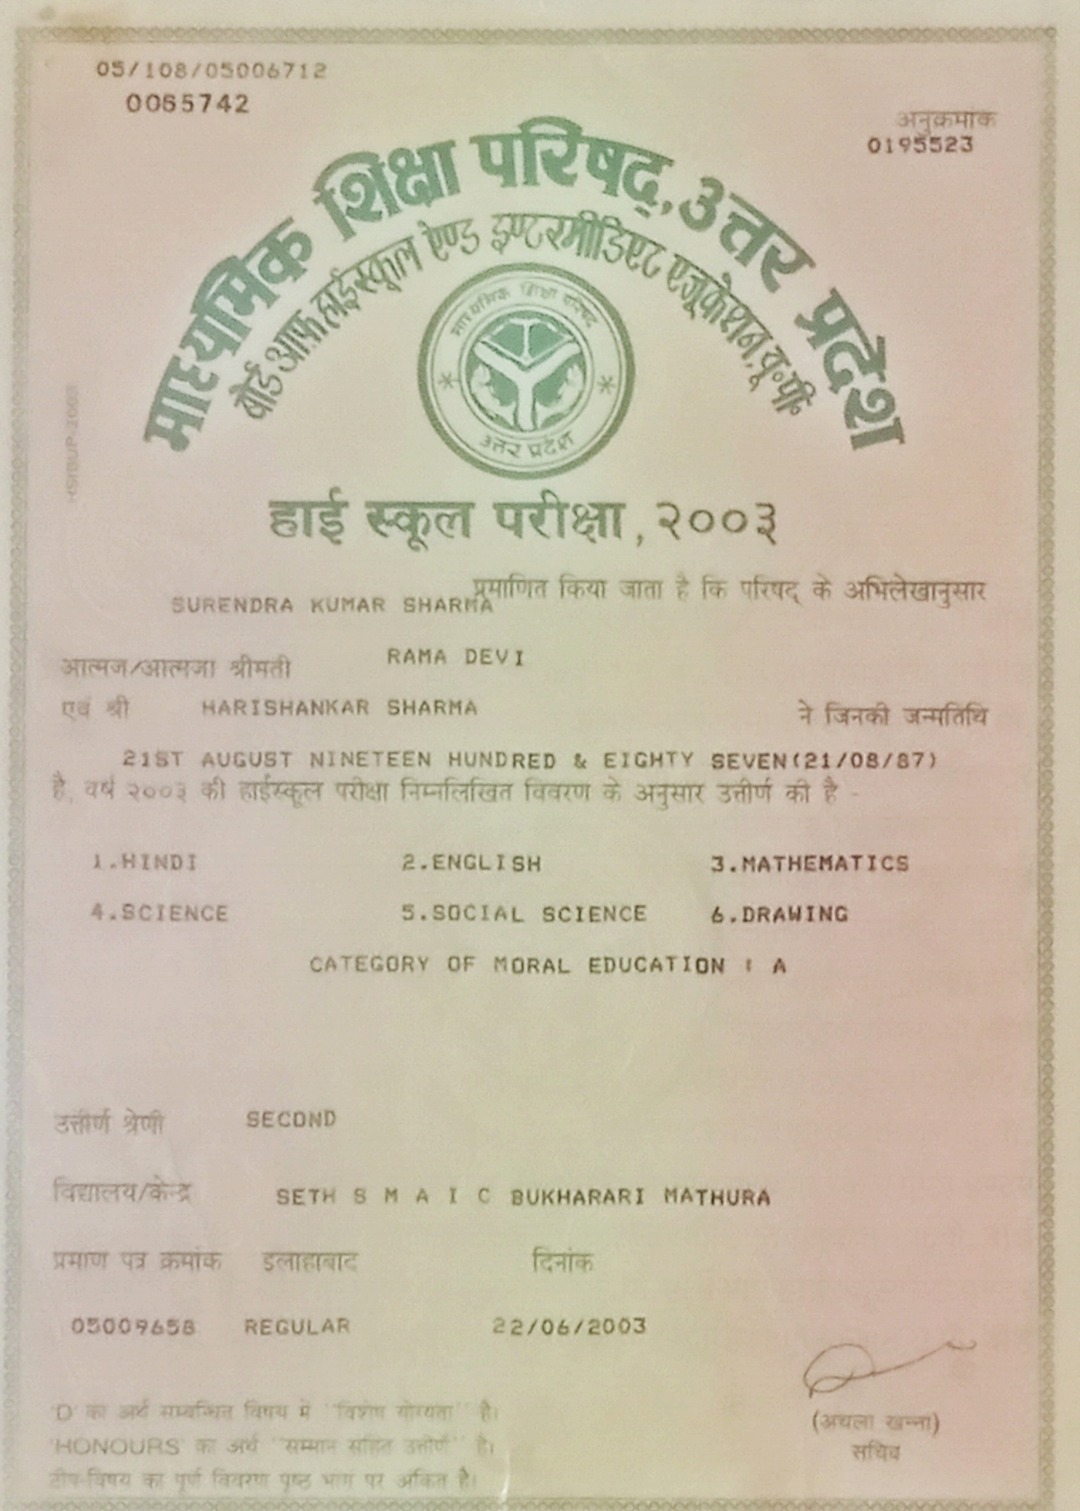 05/108/05006712
0065742
अनुक्रमांक
0195523
माध्यमिक शिक्षा परिषद्, उत्तर प्रदेश
बोर्ड आफ हाईस्कूल ऐण्ड इण्टरमीडिएट एजूकेशन, यू॰पी॰
माध्यमिक शिक्षा परिषद
उत्तर प्रदेश
हाई स्कूल परीक्षा, २००३
प्रमाणित किया जाता है कि परिषद् के अभिलेखानुसार
SURENDRA KUMAR SHARMA
आत्मज/आत्मजा श्रीमती RAMA DEVI
एवं श्री HARISHANKAR SHARMA ने जिनकी जन्मतिथि
21ST AUGUST NINETEEN HUNDRED & EIGHTY SEVEN(21/08/87)
है, वर्ष २००३ की हाईस्कूल परीक्षा निम्नलिखित विवरण के अनुसार उत्तीर्ण की है -
1.HINDI 2.ENGLISH 3.MATHEMATICS
4.SCIENCE 5.SOCIAL SCIENCE 6.DRAWING
CATEGORY OF MORAL EDUCATION : A
उत्तीर्ण श्रेणी SECOND
विद्यालय/केन्द्र SETH B M A I C BUKHARARI MATHURA
प्रमाण पत्र क्रमांक इलाहाबाद दिनांक
05009658 REGULAR 22/06/2003
(अचला खन्ना)
सचिव
'D' का अर्थ सम्बन्धित विषय में "विशेष योग्यता" है।
'HONOURS' का अर्थ "सम्मान सहित उत्तीर्ण" है।
टीप-विषय का पूर्ण विवरण पृष्ठ भाग पर अंकित है।